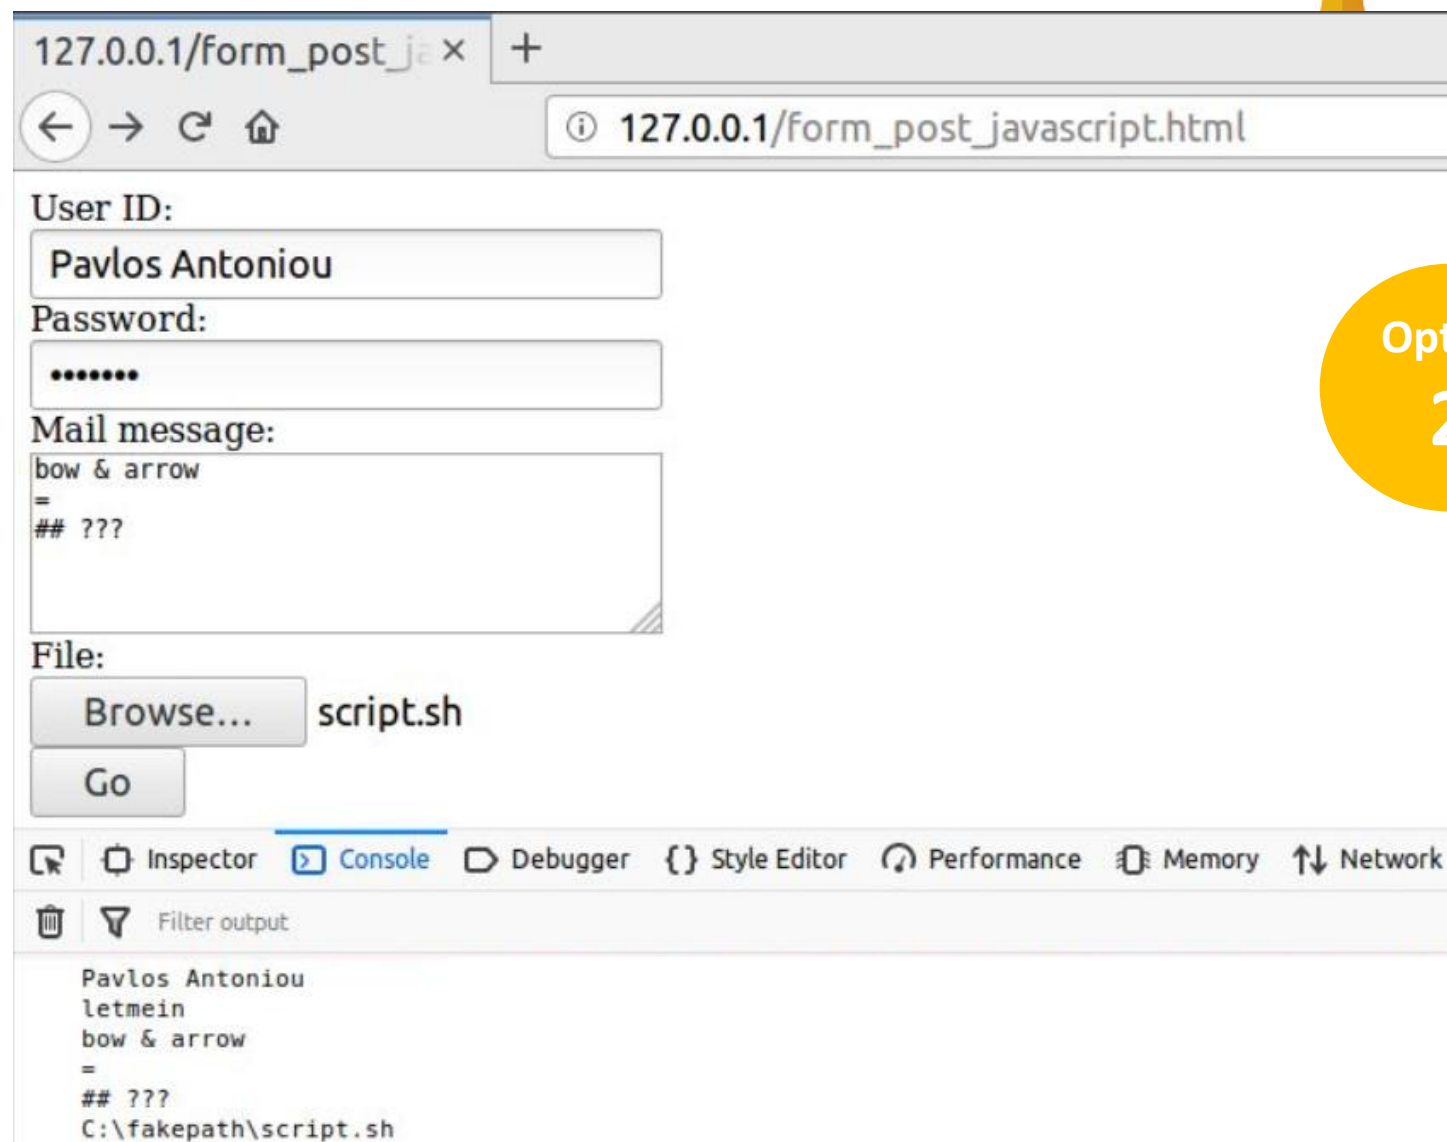 127.0.0.1/form_post_ja
127.0.0.1/form_post_javascript.html
User ID:
Pavlos Antoniou
Password:
•••••••
Mail message:
bow & arrow
=
## ???
File:
Browse... script.sh
Go
Inspector Console Debugger {} Style Editor Performance Memory Network
Filter output
Pavlos Antoniou
letmein
bow & arrow
=
## ???
C:\fakepath\script.sh
Opt
2